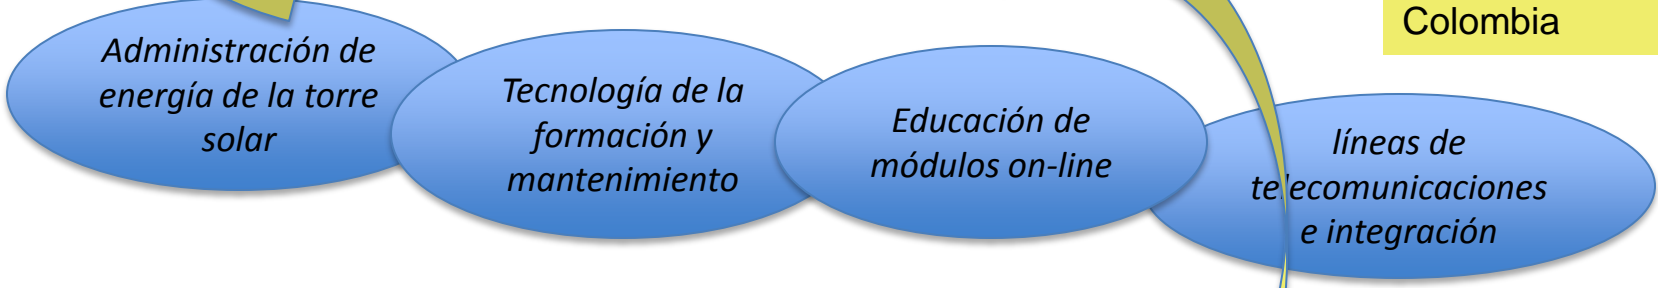 Colombia
Administración de
energía de la torre
solar
Tecnología de la
formación y
mantenimiento
Educación de
módulos on-line
líneas de
telecomunicaciones
e integración